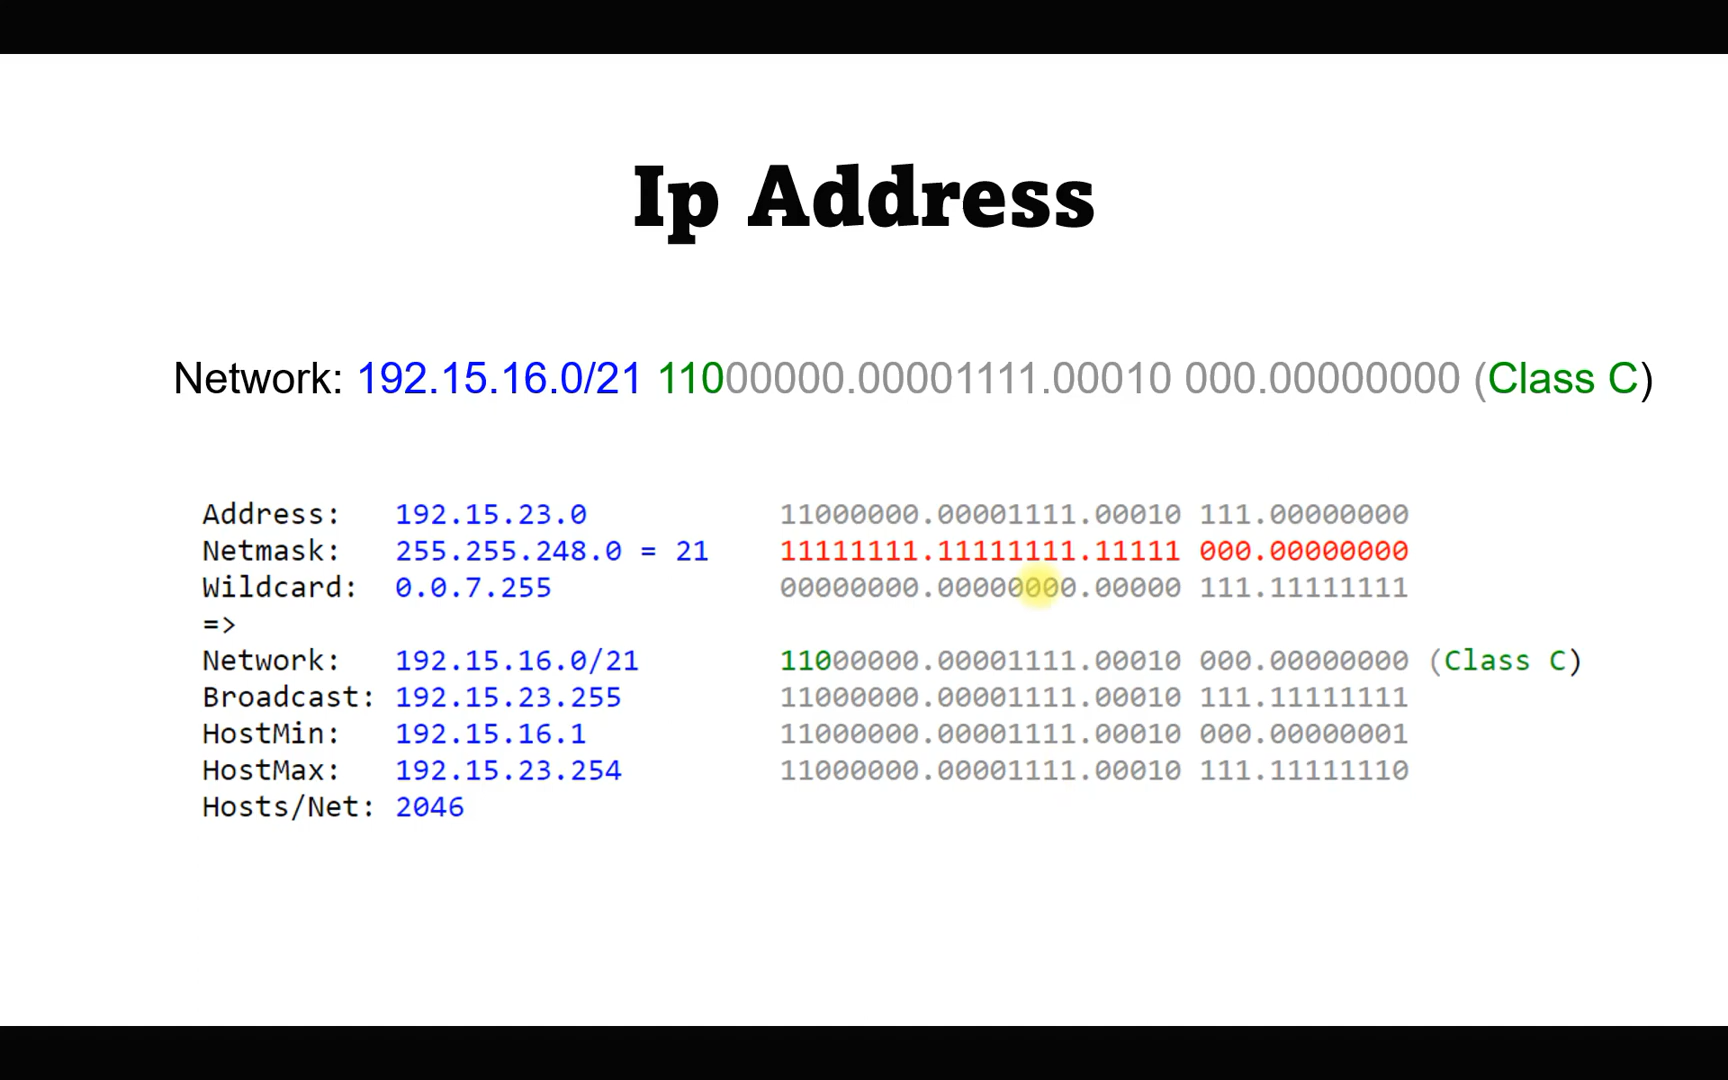 Ip Address
Network: 192.15.16.0/21 11000000.00001111.00010 000.00000000 (Class C)
Address: 192.15.23.0 11000000.00001111.00010 111.00000000
Netmask: 255.255.248.0 = 21 11111111.11111111.11111 000.00000000
Wildcard: 0.0.7.255 00000000.00000000.00000 111.11111111
=>
Network: 192.15.16.0/21 11000000.00001111.00010 000.00000000 (Class C)
Broadcast: 192.15.23.255 11000000.00001111.00010 111.11111111
HostMin: 192.15.16.1 11000000.00001111.00010 000.00000001
HostMax: 192.15.23.254 11000000.00001111.00010 111.11111110
Hosts/Net: 2046